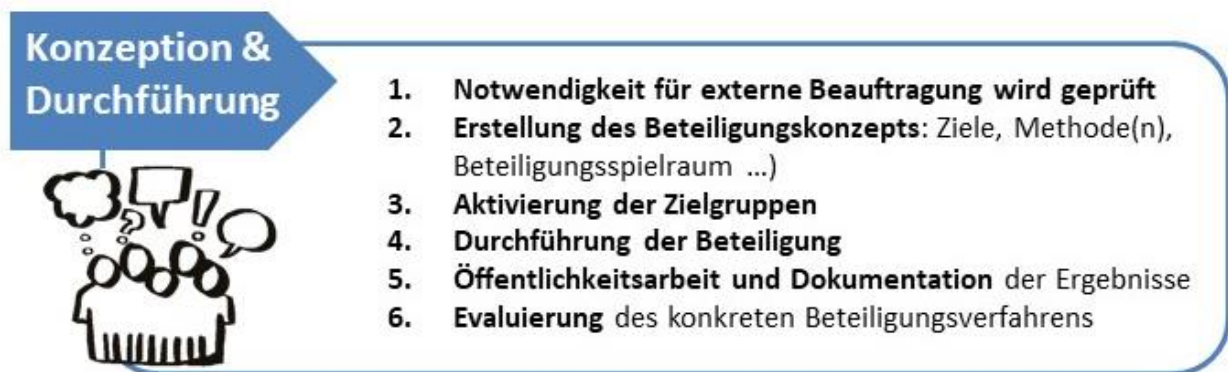 Konzeption &
Durchführung
1. Notwendigkeit für externe Beauftragung wird geprüft
2. Erstellung des Beteiligungskonzepts: Ziele, Methode(n),
Beteiligungsspielraum ...)
3. Aktivierung der Zielgruppen
4. Durchführung der Beteiligung
5. Öffentlichkeitsarbeit und Dokumentation der Ergebnisse
6. Evaluierung des konkreten Beteiligungsverfahrens